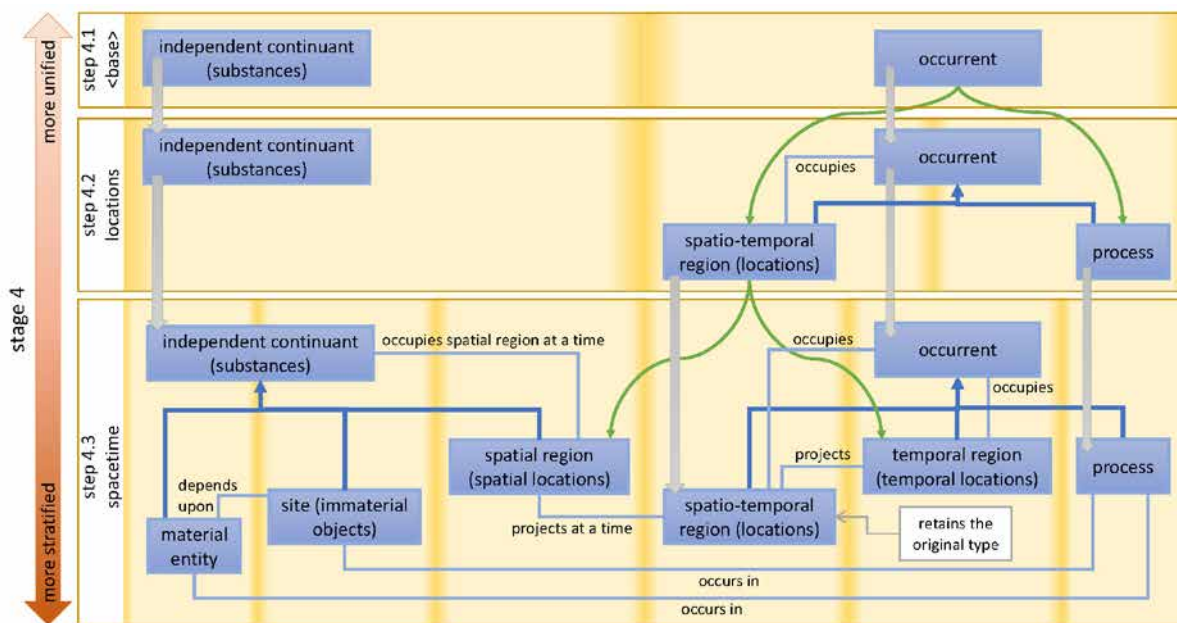 more unified
stage 4
more stratified
step 4.1
<base>
independent continuant
(substances)
occurrent
step 4.2
locations
independent continuant
(substances)
occupies
occurrent
spatio-temporal
region (locations)
process
step 4.3
spacetime
independent continuant
(substances)
occupies spatial region at a time
occupies
occurrent
occupies
spatial region
(spatial locations)
projects
temporal region
(temporal locations)
process
depends
upon
site (immaterial
objects)
projects at a time
spatio-temporal
region (locations)
retains the
original type
material
entity
occurs in
occurs in